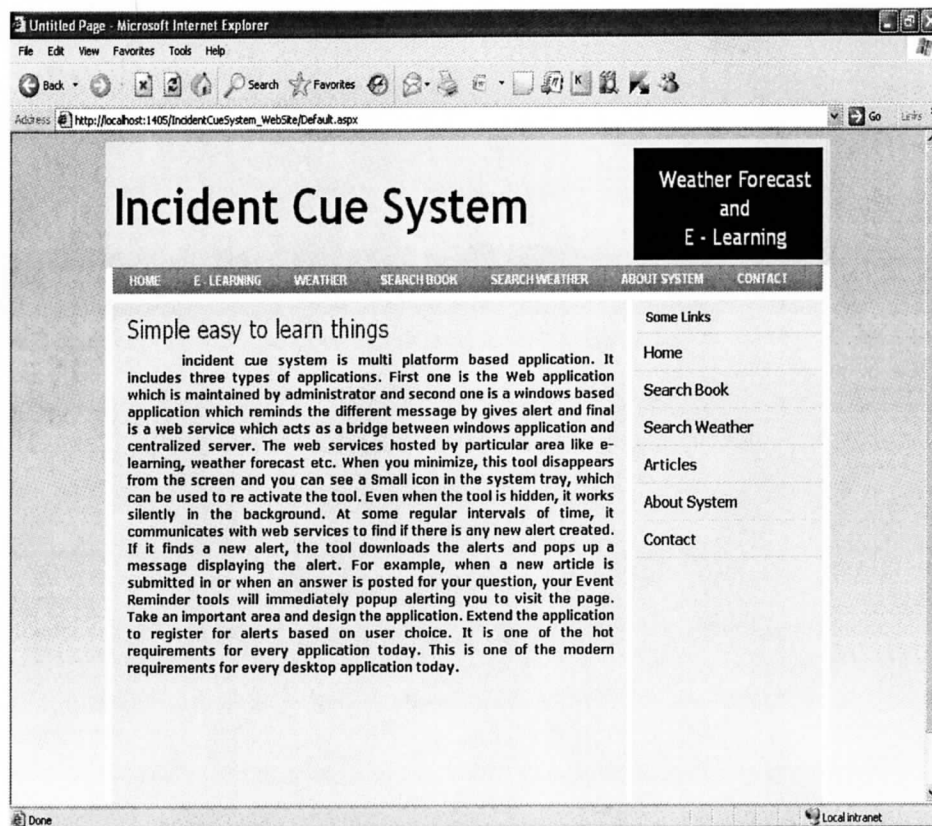 Untitled Page - Microsoft Internet Explorer
File Edit View Favorites Tools Help
Back Search Favorites
Address http://localhost:1405/IncidentCueSystem_WebSite/Default.aspx Go Links
Incident Cue System
Weather Forecast
and
E - Learning
HOME E - LEARNING WEATHER SEARCH BOOK SEARCH WEATHER ABOUT SYSTEM CONTACT
Simple easy to learn things
incident cue system is multi platform based application. It
includes three types of applications. First one is the Web application
which is maintained by administrator and second one is a windows based
application which reminds the different message by gives alert and final
is a web service which acts as a bridge between windows application and
centralized server. The web services hosted by particular area like e-
learning, weather forecast etc. When you minimize, this tool disappears
from the screen and you can see a Small icon in the system tray, which
can be used to re activate the tool. Even when the tool is hidden, it works
silently in the background. At some regular intervals of time, it
communicates with web services to find if there is any new alert created.
If it finds a new alert, the tool downloads the alerts and pops up a
message displaying the alert. For example, when a new article is
submitted in or when an answer is posted for your question, your Event
Reminder tools will immediately popup alerting you to visit the page.
Take an important area and design the application. Extend the application
to register for alerts based on user choice. It is one of the hot
requirements for every application today. This is one of the modern
requirements for every desktop application today.
Some Links
Home
Search Book
Search Weather
Articles
About System
Contact
Done Local intranet